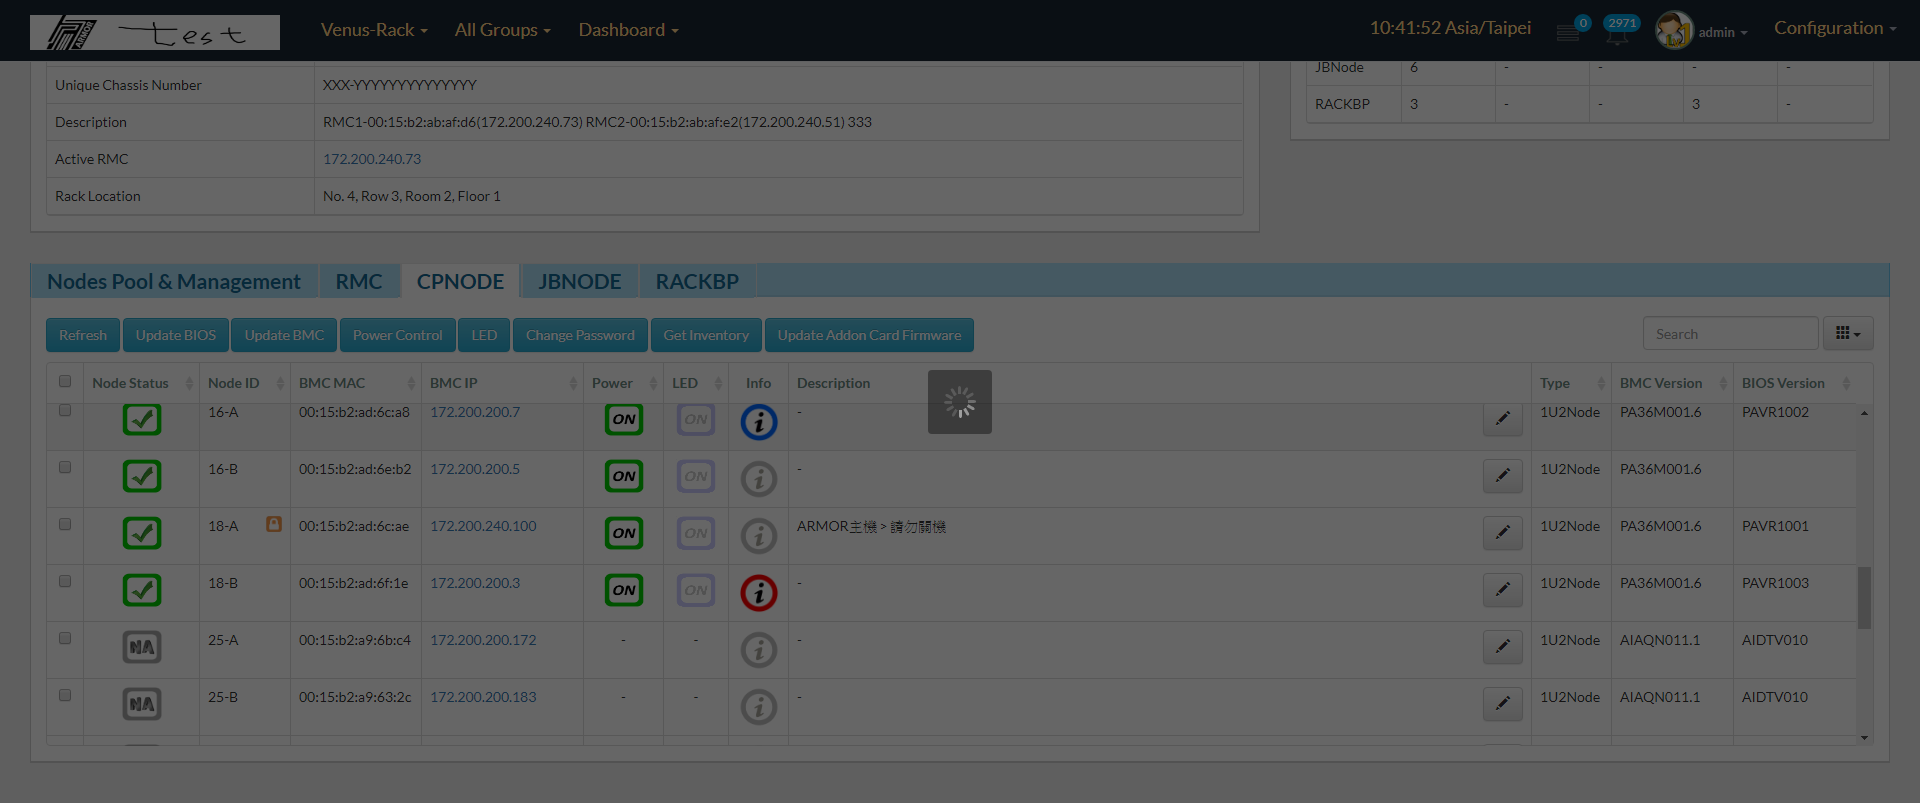 ARMOR test Venus-Rack All Groups Dashboard 10:41:52 Asia/Taipei 0 2971 admin Configuration
Unique Chassis Number XXX-YYYYYYYYYYYYYY
Description RMC1-00:15:b2:ab:af:d6(172.200.240.73) RMC2-00:15:b2:ab:af:e2(172.200.240.51) 333
Active RMC 172.200.240.73
Rack Location No. 4, Row 3, Room 2, Floor 1
JBNode 6 - - - -
RACKBP 3 - - 3 -
Nodes Pool & Management RMC CPNODE JBNODE RACKBP
Refresh Update BIOS Update BMC Power Control LED Change Password Get Inventory Update Addon Card Firmware Search
Node Status Node ID BMC MAC BMC IP Power LED Info Description Type BMC Version BIOS Version
16-A 00:15:b2:ad:6c:a8 172.200.200.7 ON ON i - 1U2Node PA36M001.6 PAVR1002
16-B 00:15:b2:ad:6e:b2 172.200.200.5 ON ON i - 1U2Node PA36M001.6
18-A 00:15:b2:ad:6c:ae 172.200.240.100 ON ON i ARMOR主機 > 請勿關機 1U2Node PA36M001.6 PAVR1001
18-B 00:15:b2:ad:6f:1e 172.200.200.3 ON ON i - 1U2Node PA36M001.6 PAVR1003
NA 25-A 00:15:b2:a9:6b:c4 172.200.200.172 - - i - 1U2Node AIAQN011.1 AIDTV010
NA 25-B 00:15:b2:a9:63:2c 172.200.200.183 - - i - 1U2Node AIAQN011.1 AIDTV010